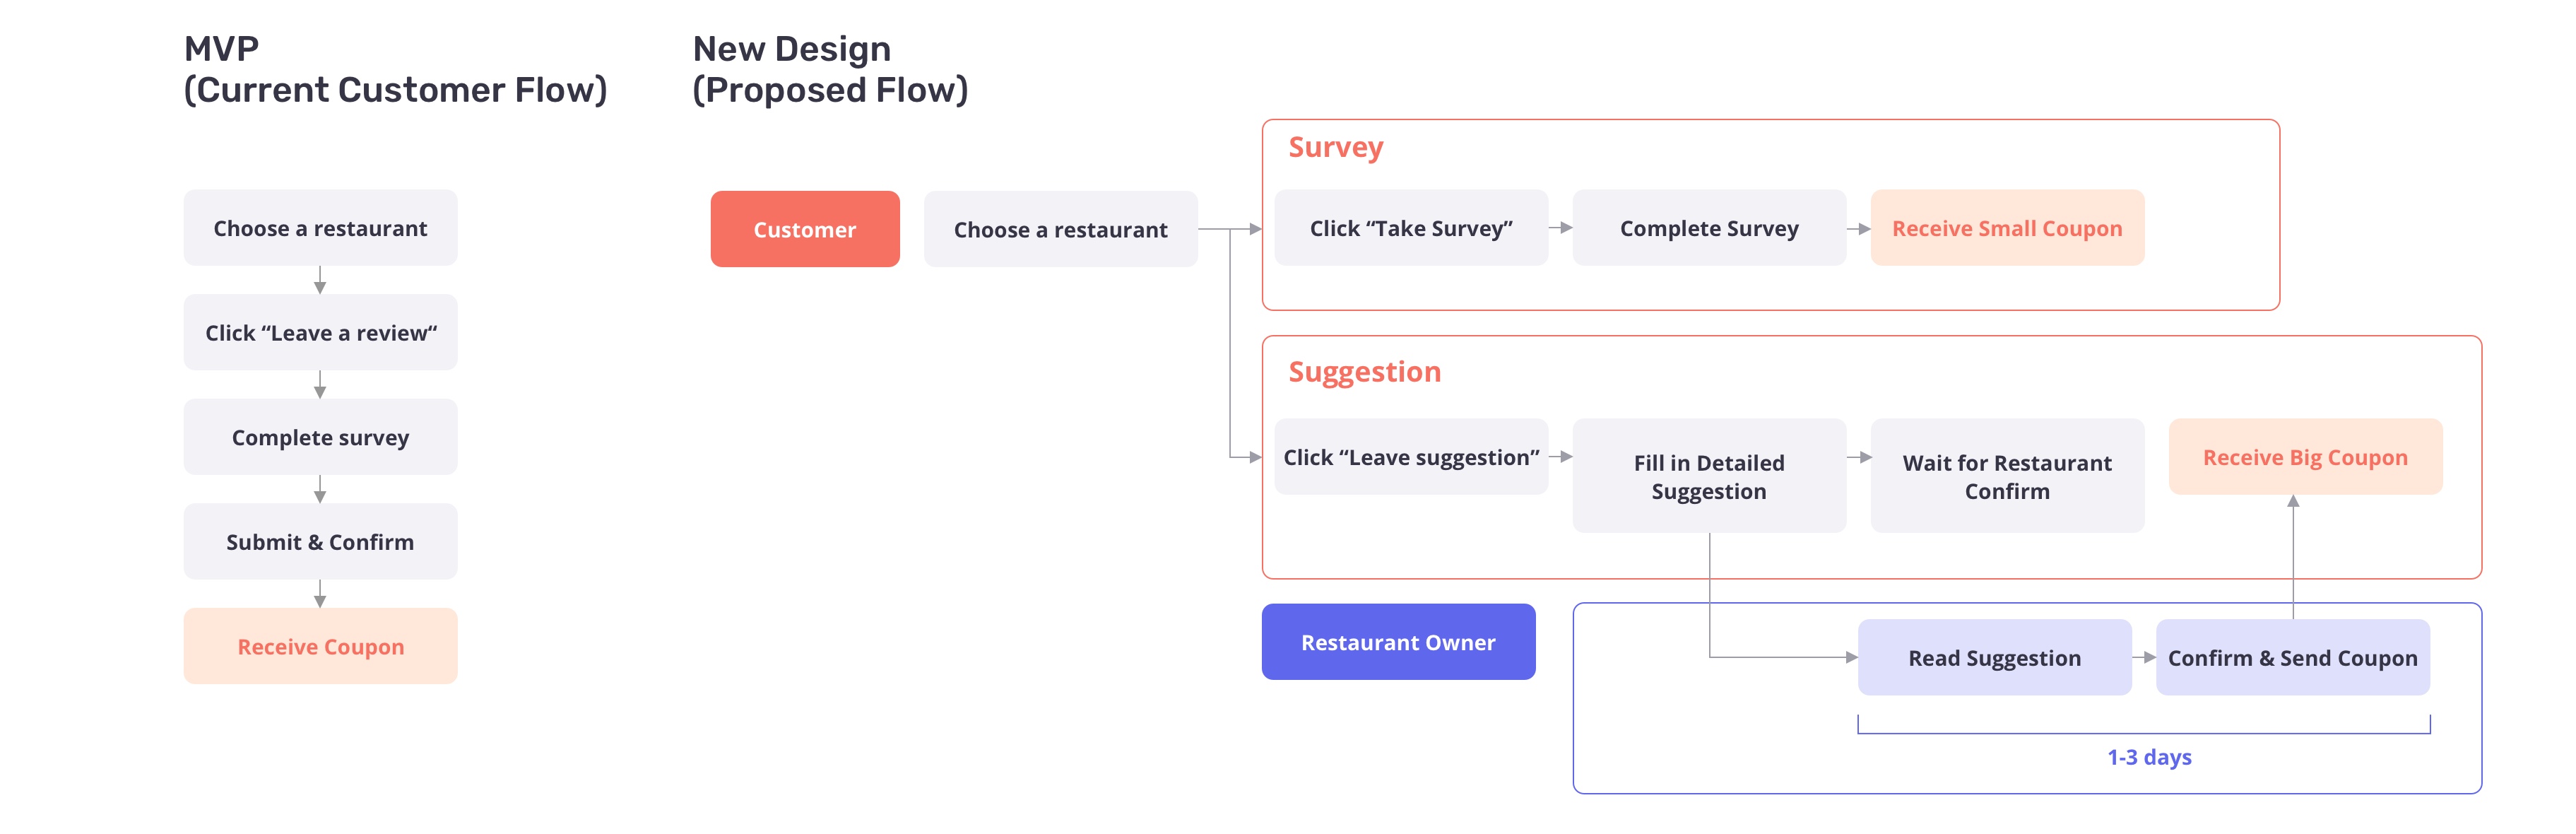 MVP
(Current Customer Flow)
Choose a restaurant
Click “Leave a review“
Complete survey
Submit & Confirm
Receive Coupon
New Design
(Proposed Flow)
Customer
Choose a restaurant
Survey
Click “Take Survey”
Complete Survey
Receive Small Coupon
Suggestion
Click “Leave suggestion”
Fill in Detailed
Suggestion
Wait for Restaurant
Confirm
Receive Big Coupon
Restaurant Owner
Read Suggestion
Confirm & Send Coupon
1-3 days